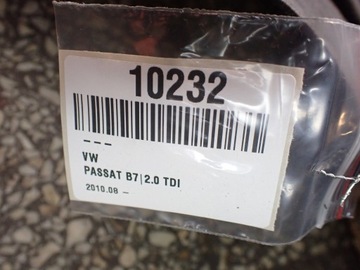 10232
---
VW
PASSAT B7|2.0 TDI
2010.08 -